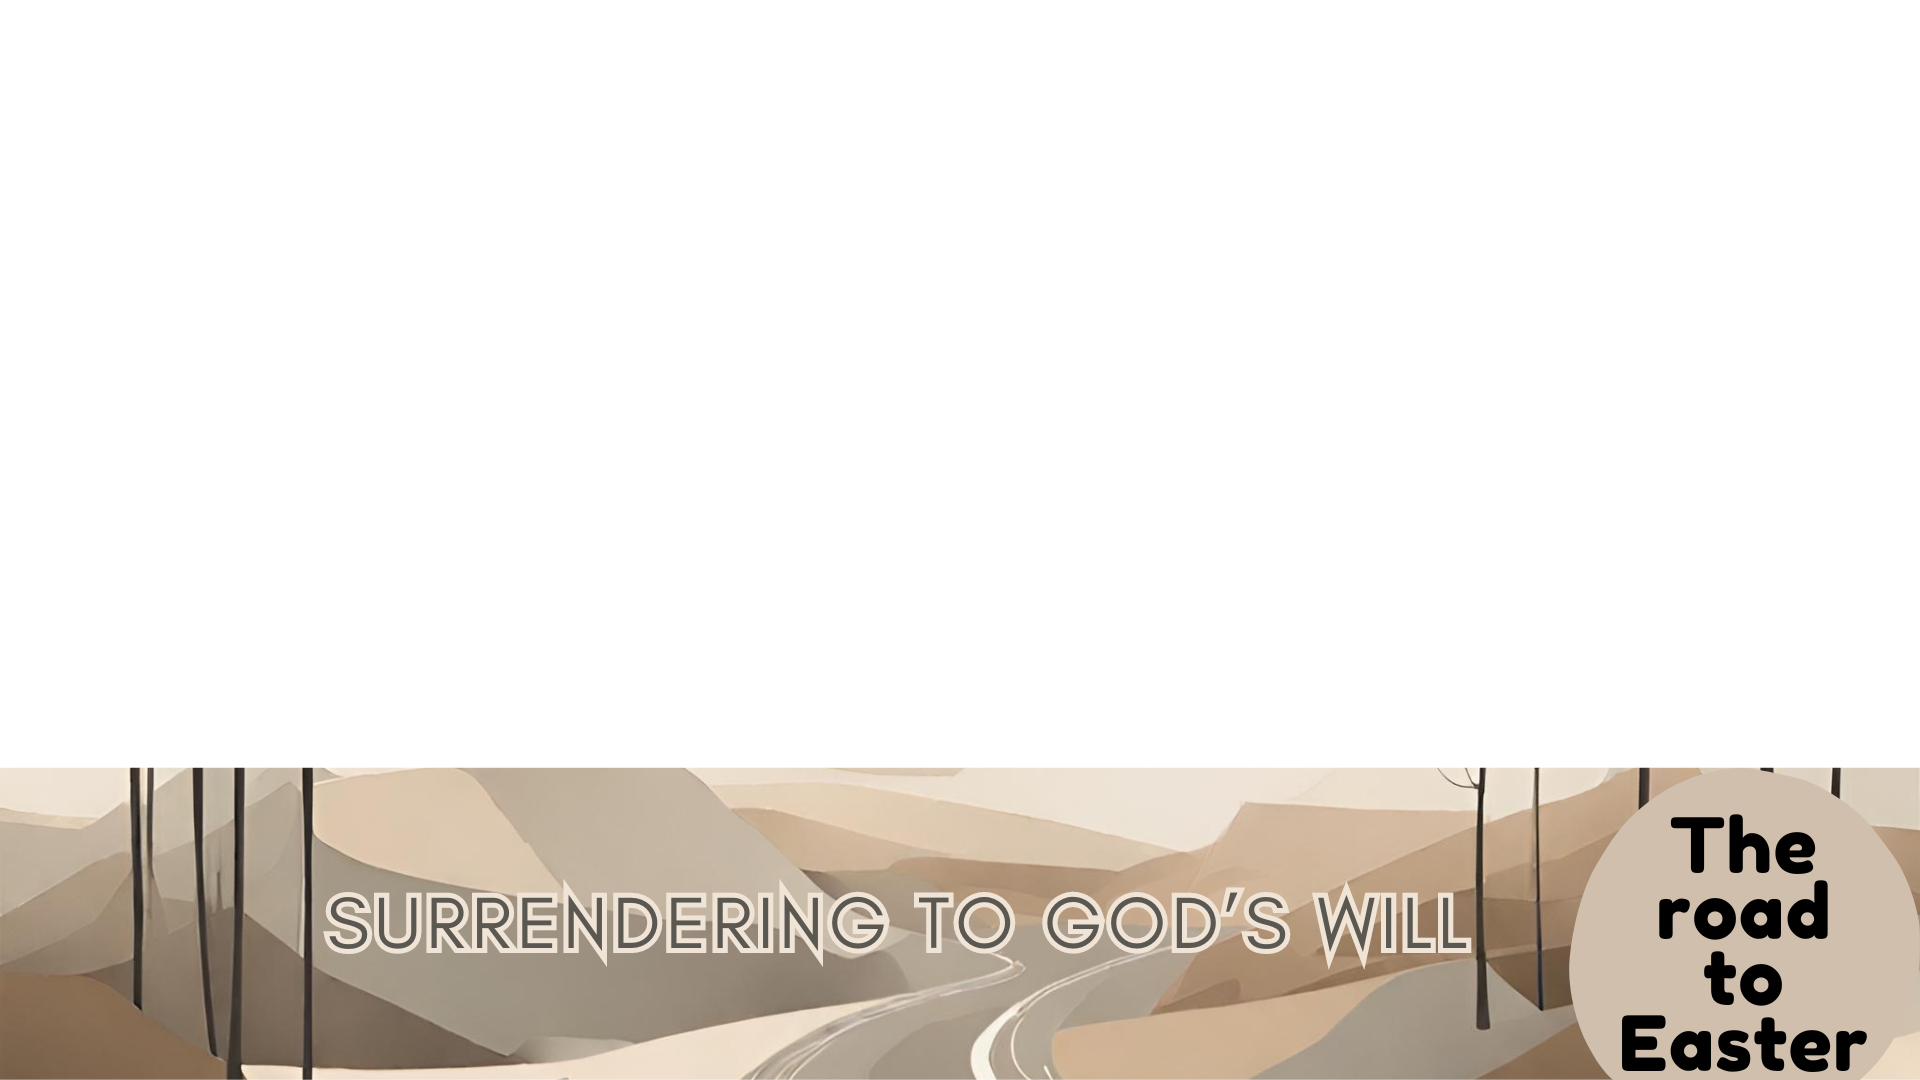 SURRENDERING TO GOD'S WILL
The
road
to
Easter